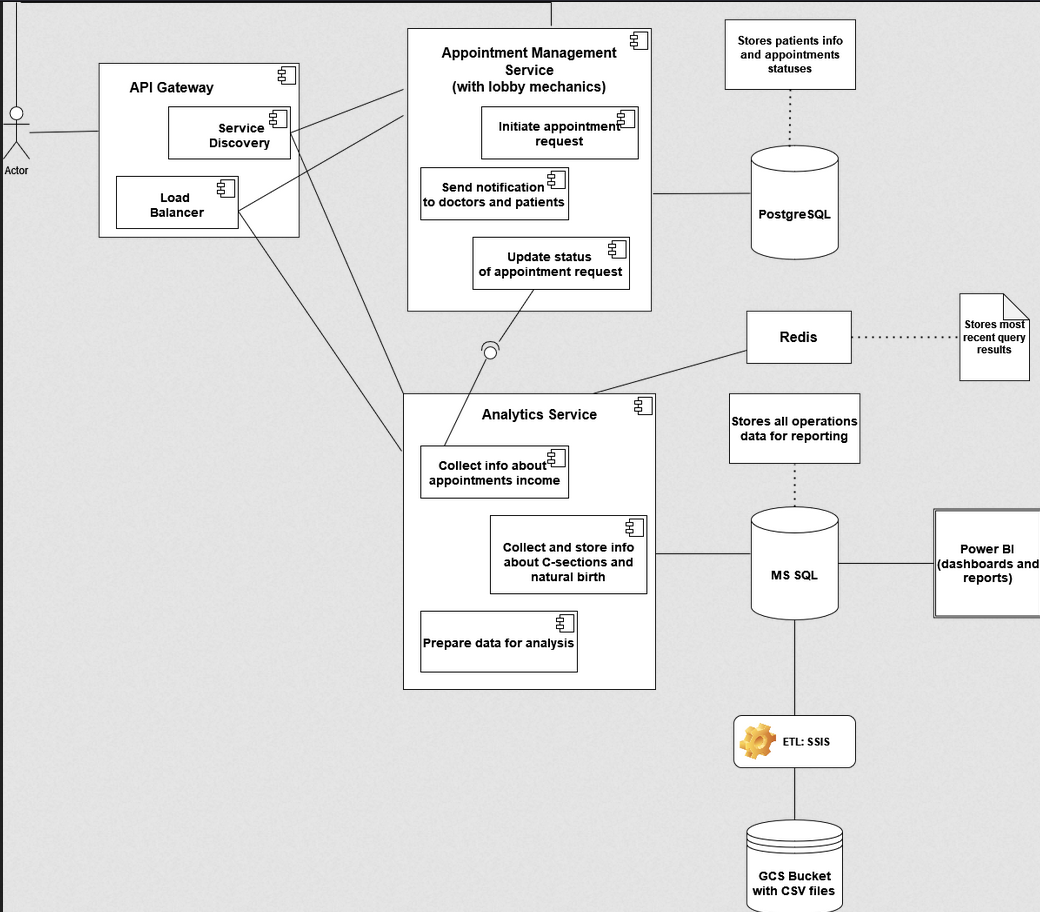 Actor
API Gateway
Service
Discovery
Load
Balancer
Appointment Management
Service
(with lobby mechanics)
Initiate appointment
request
Send notification
to doctors and patients
Update status
of appointment request
Stores patients info
and appointments
statuses
PostgreSQL
Redis
Stores most
recent query
results
Analytics Service
Collect info about
appointments income
Collect and store info
about C-sections and
natural birth
Prepare data for analysis
Stores all operations
data for reporting
MS SQL
Power BI
(dashboards and
reports)
ETL: SSIS
GCS Bucket
with CSV files